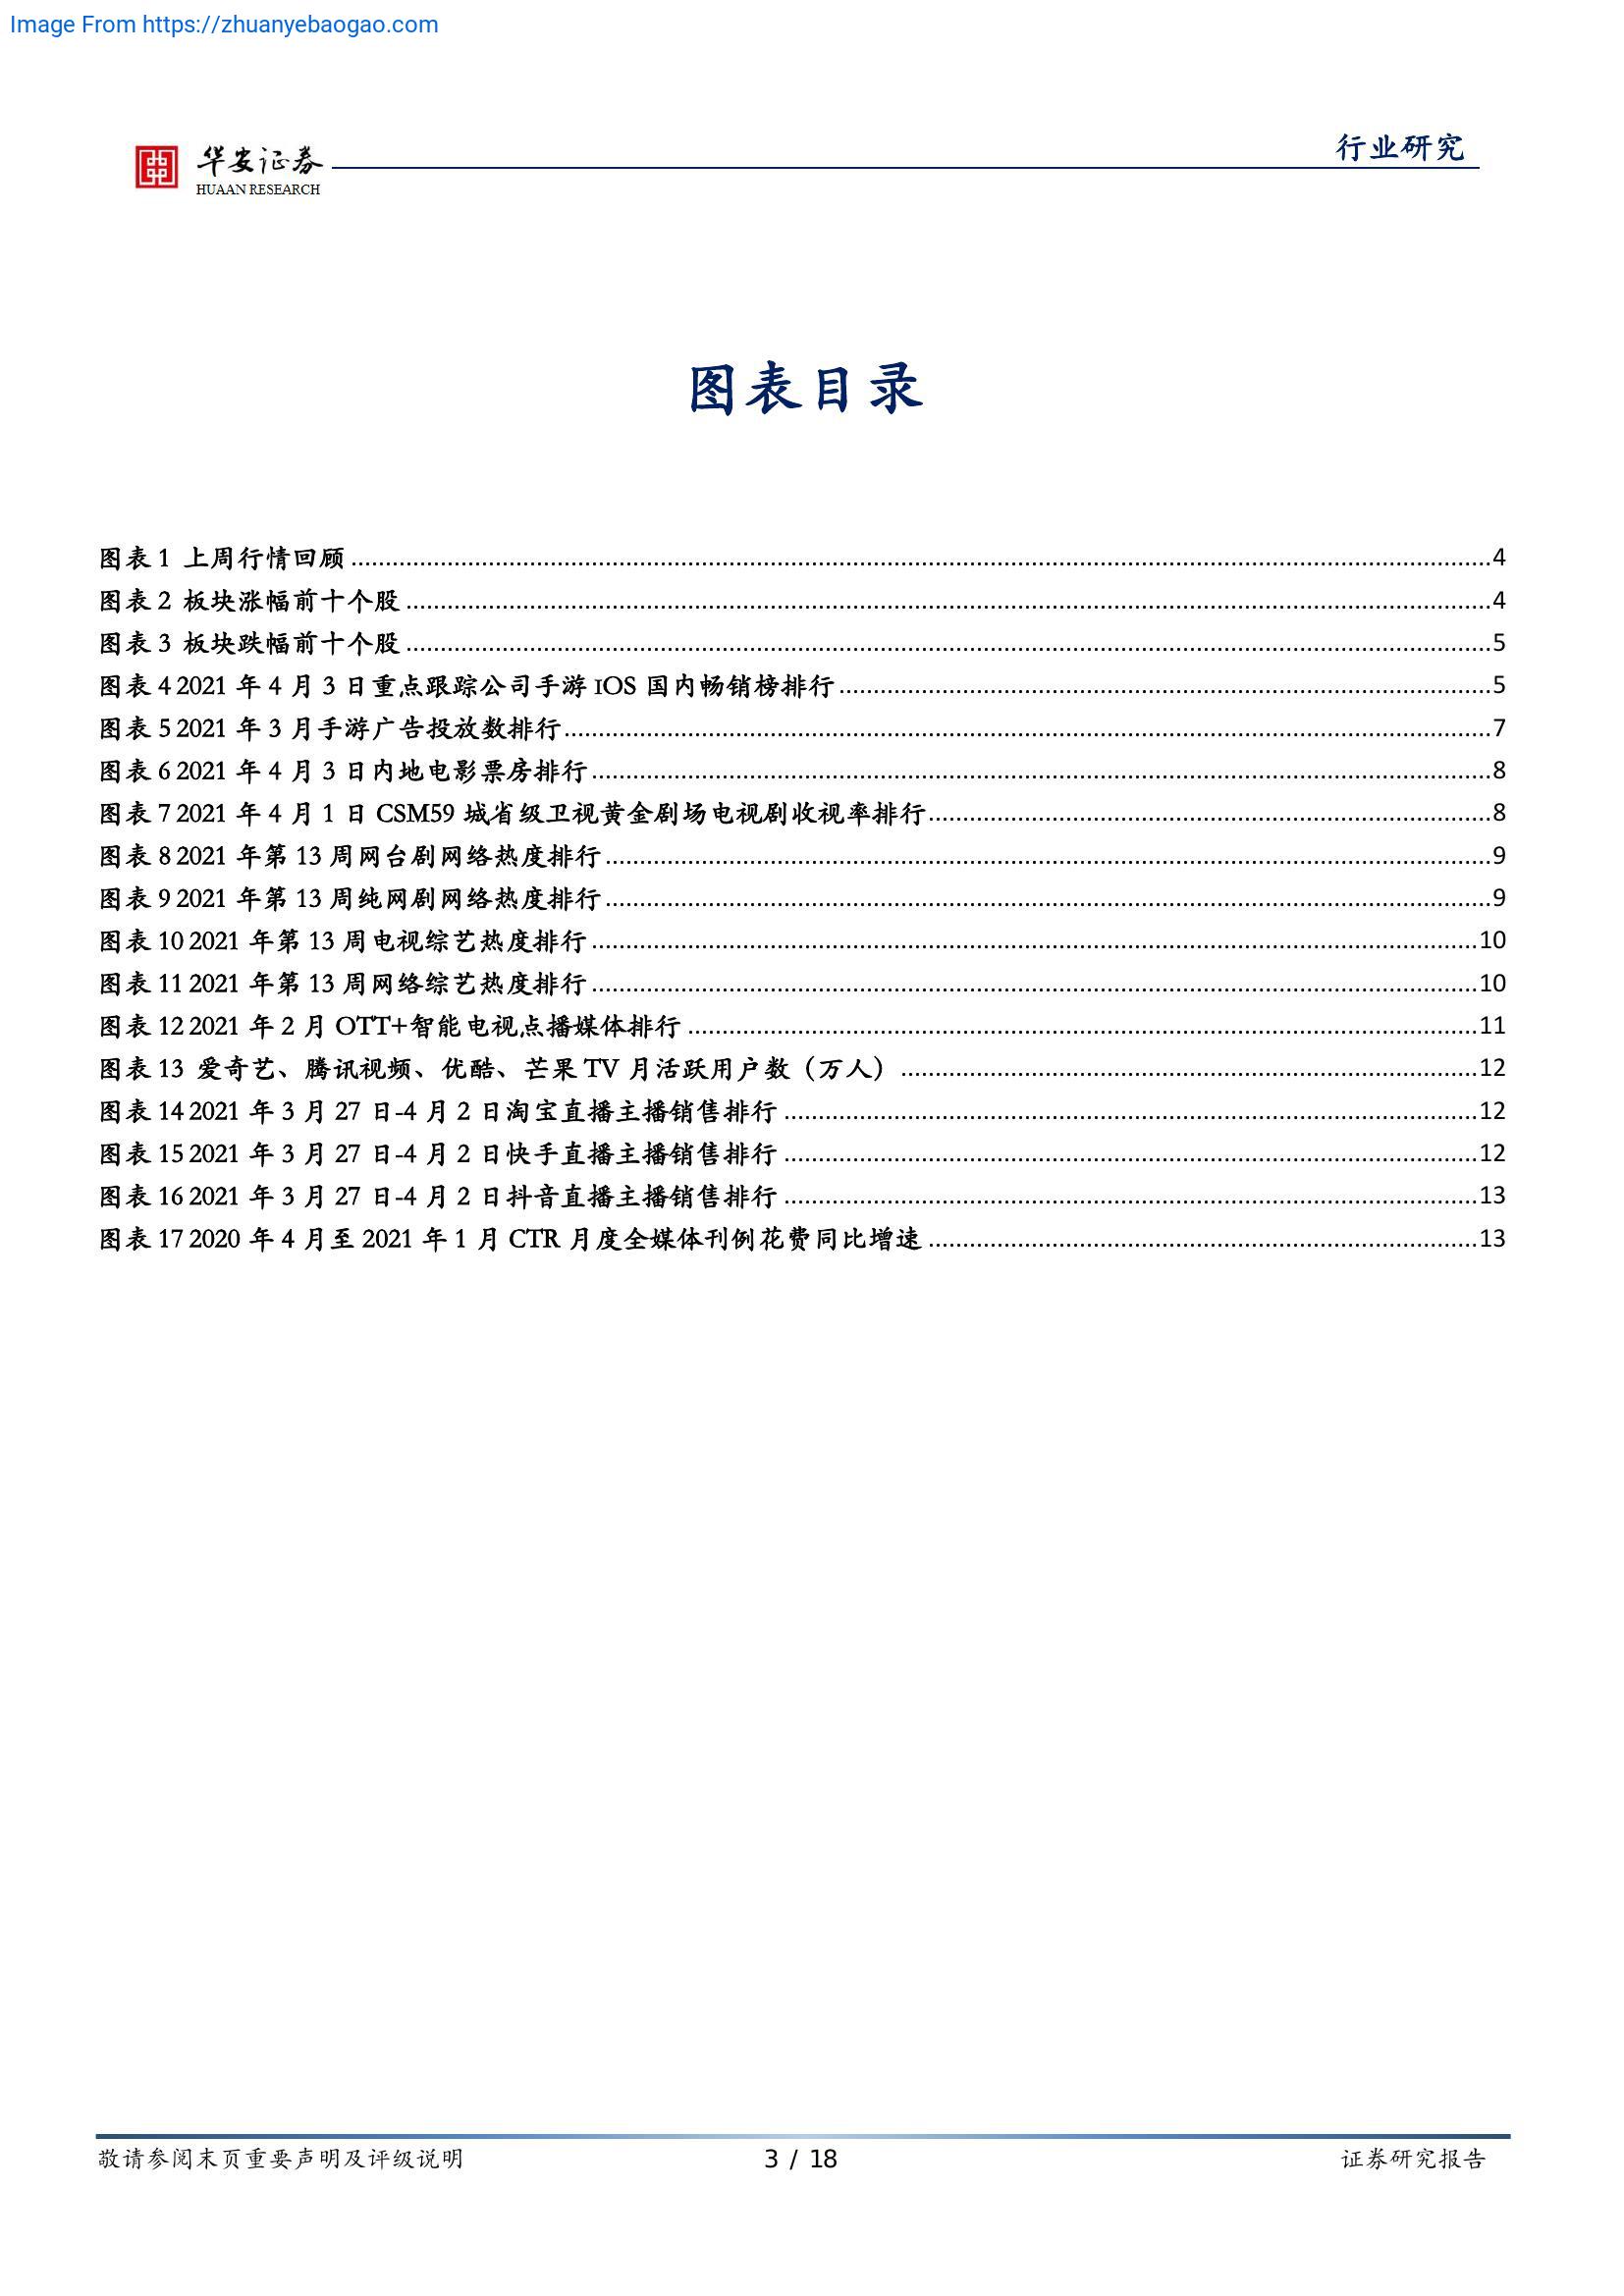 Image From https://zhuanyebaogao.com
华安证券
HUAAN RESEARCH
行业研究
图表目录
图表 1 上周行情回顾 ........ 4
图表 2 板块涨幅前十个股 ........ 4
图表 3 板块跌幅前十个股 ........ 5
图表 4 2021 年 4 月 3 日重点跟踪公司手游 IOS 国内畅销榜排行 ........ 5
图表 5 2021 年 3 月手游广告投放数排行 ........ 7
图表 6 2021 年 4 月 3 日内地电影票房排行 ........ 8
图表 7 2021 年 4 月 1 日 CSM59 城省级卫视黄金剧场电视剧收视率排行 ........ 8
图表 8 2021 年第 13 周网台剧网络热度排行 ........ 9
图表 9 2021 年第 13 周纯网剧网络热度排行 ........ 9
图表 10 2021 年第 13 周电视综艺热度排行 ........ 10
图表 11 2021 年第 13 周网络综艺热度排行 ........ 10
图表 12 2021 年 2 月 OTT+智能电视点播媒体排行 ........ 11
图表 13 爱奇艺、腾讯视频、优酷、芒果 TV 月活跃用户数（万人） ........ 12
图表 14 2021 年 3 月 27 日-4 月 2 日淘宝直播主播销售排行 ........ 12
图表 15 2021 年 3 月 27 日-4 月 2 日快手直播主播销售排行 ........ 12
图表 16 2021 年 3 月 27 日-4 月 2 日抖音直播主播销售排行 ........ 13
图表 17 2020 年 4 月至 2021 年 1 月 CTR 月度全媒体刊例花费同比增速 ........ 13
敬请参阅末页重要声明及评级说明
3 / 18
证券研究报告